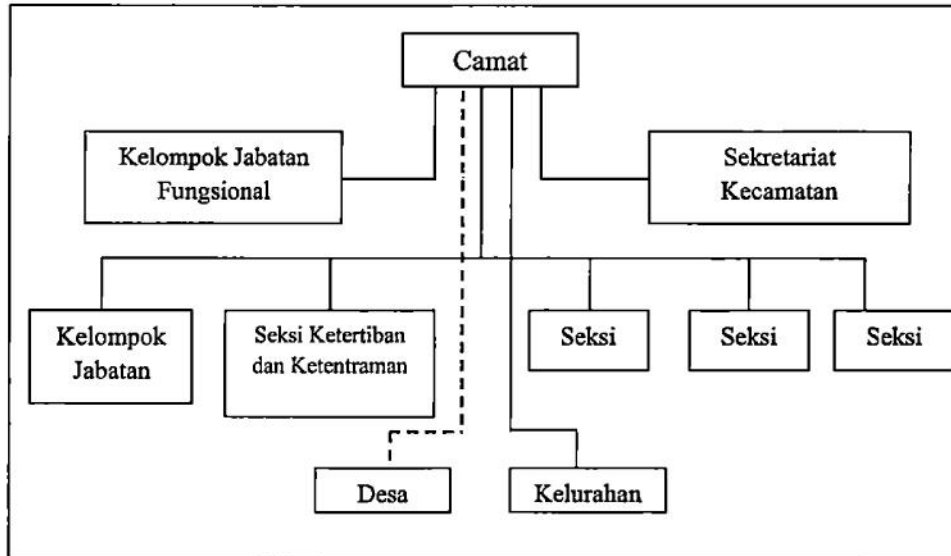 Camat
Kelompok Jabatan
Fungsional
Sekretariat
Kecamatan
Kelompok
Jabatan
Seksi Ketertiban
dan Ketentraman
Seksi
Seksi
Seksi
Desa
Kelurahan